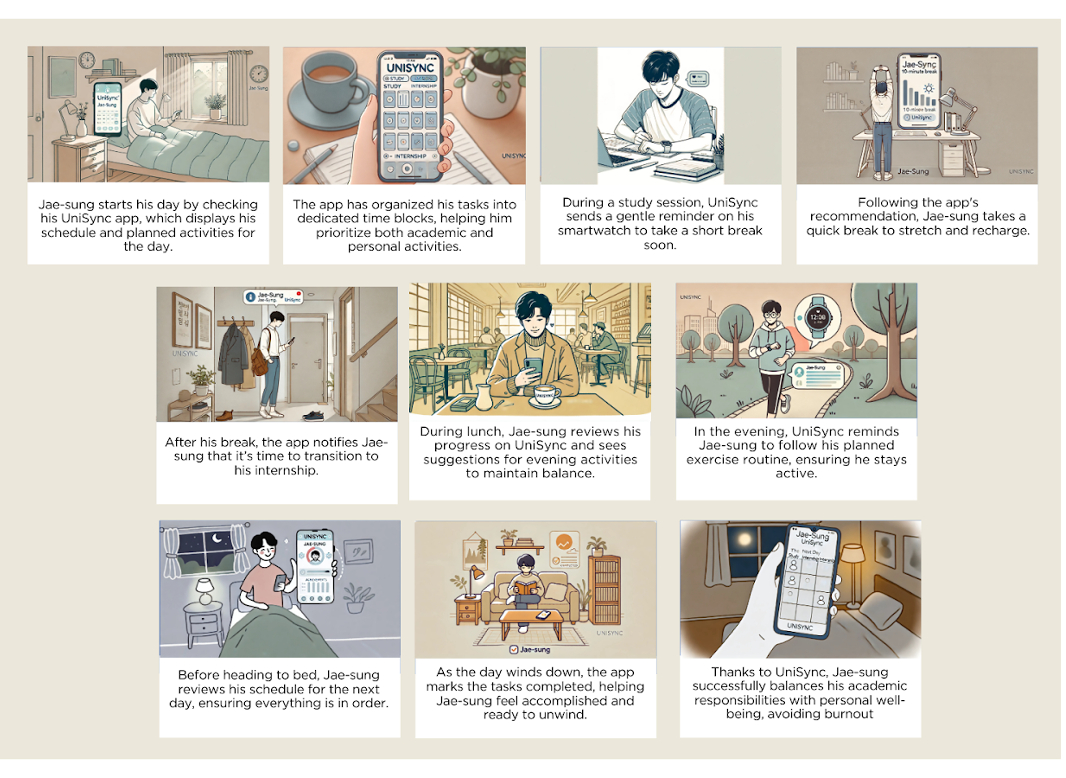 UniSync
Jae-Sung
Jae Sung
Jae-sung starts his day by checking
his UniSync app, which displays his
schedule and planned activities for
the day.
UNISYNC
STUDY
STUDY INTERNSHIP
INTERNSHIP
UNISYNC
The app has organized his tasks into
dedicated time blocks, helping him
prioritize both academic and
personal activities.
During a study session, UniSync
sends a gentle reminder on his
smartwatch to take a short break
soon.
Jae-Sync
10-minute break
10-minute break
UniSync
Jae-Sung
UNISYNC
Following the app's
recommendation, Jae-sung takes a
quick break to stretch and recharge.
Jae-Sung
Jae-Sung UniSync
UNISYNC
After his break, the app notifies Jae-
sung that it's time to transition to
his internship.
During lunch, Jae-sung reviews his
progress on UniSync and sees
suggestions for evening activities
to maintain balance.
UNISYNC
12:00
Jae-Sung
In the evening, UniSync reminds
Jae-sung to follow his planned
exercise routine, ensuring he stays
active.
UNISYNC
JAE-SUNG
Before heading to bed, Jae-sung
reviews his schedule for the next
day, ensuring everything is in order.
UNISYNC
Jae-sung
As the day winds down, the app
marks the tasks completed, helping
Jae-sung feel accomplished and
ready to unwind.
Jae-Sung
UniSync
Next Day
Study
UNISYNC
Thanks to UniSync, Jae-sung
successfully balances his academic
responsibilities with personal well-
being, avoiding burnout